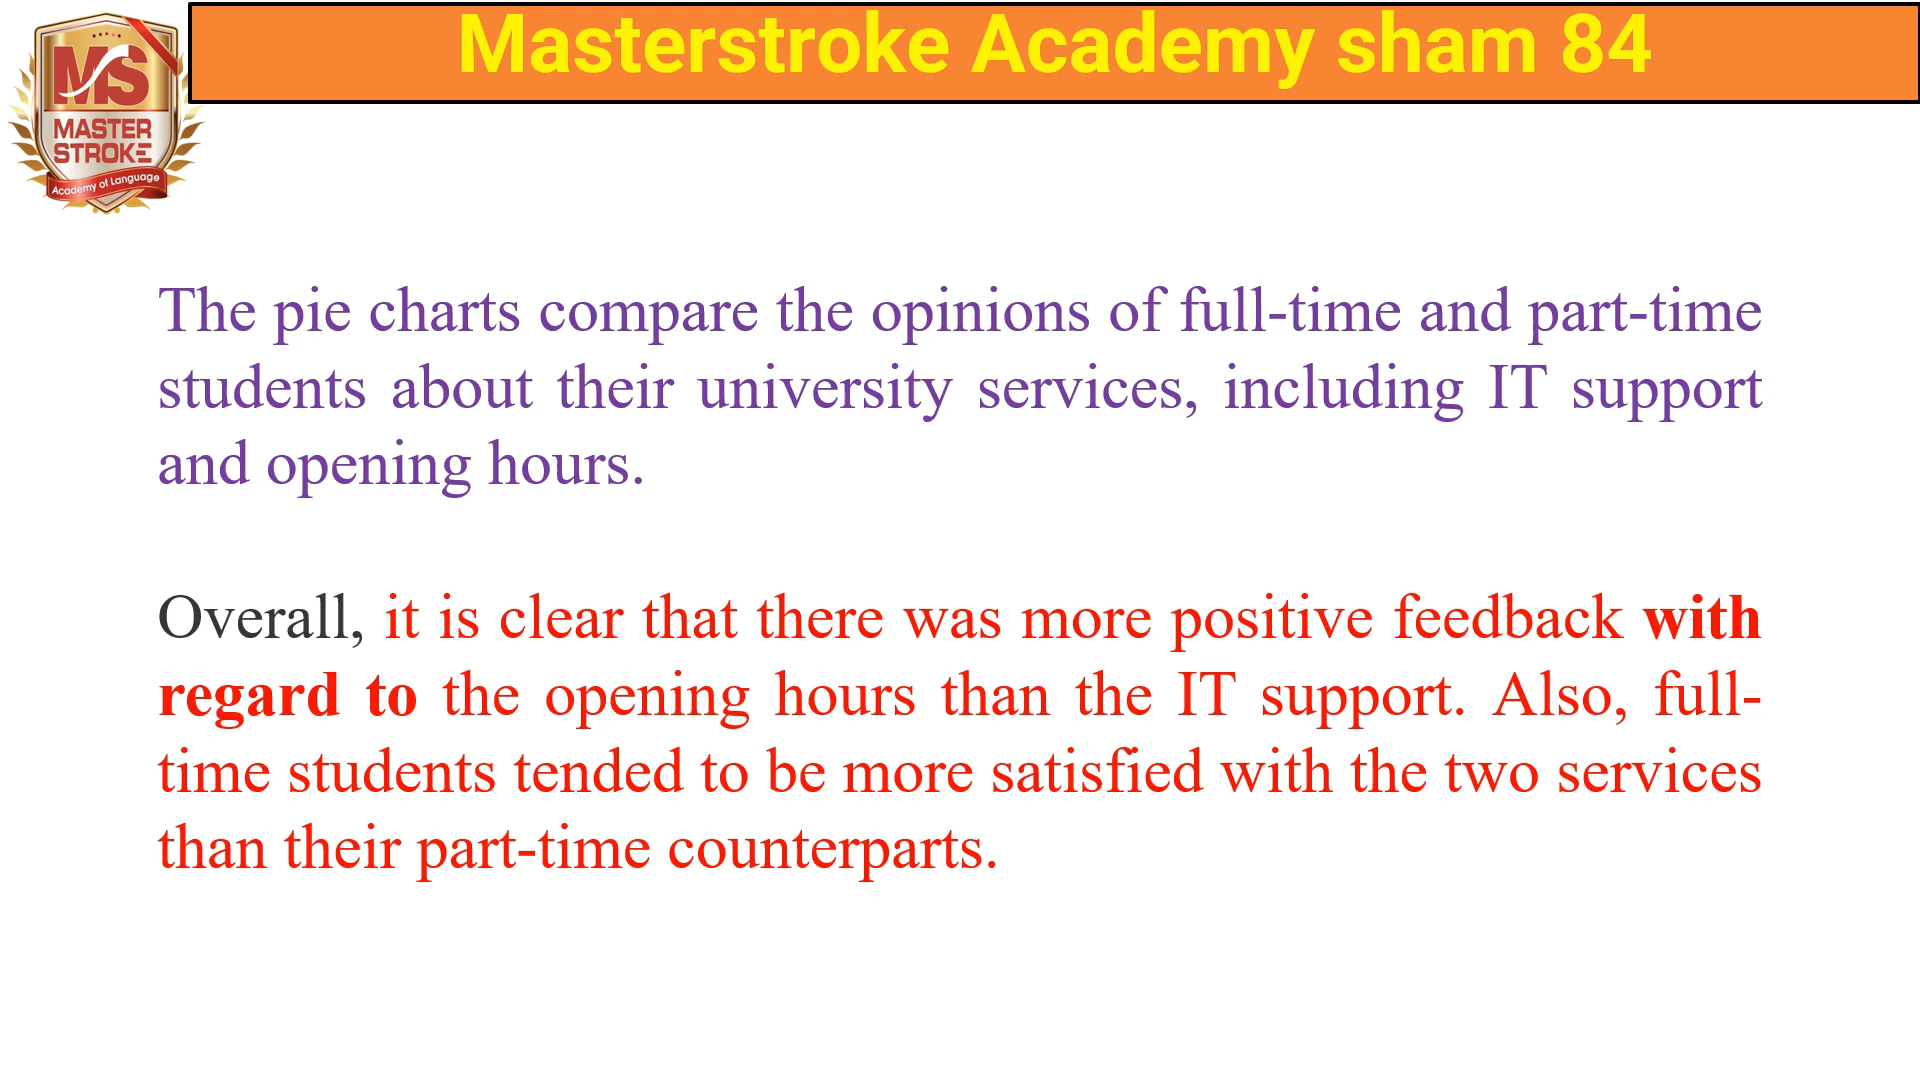 Masterstroke Academy sham 84
MS
MASTER
STROKE
Academy of Language
The pie charts compare the opinions of full-time and part-time
students about their university services, including IT support
and opening hours.
Overall, it is clear that there was more positive feedback with
regard to the opening hours than the IT support. Also, full-
time students tended to be more satisfied with the two services
than their part-time counterparts.